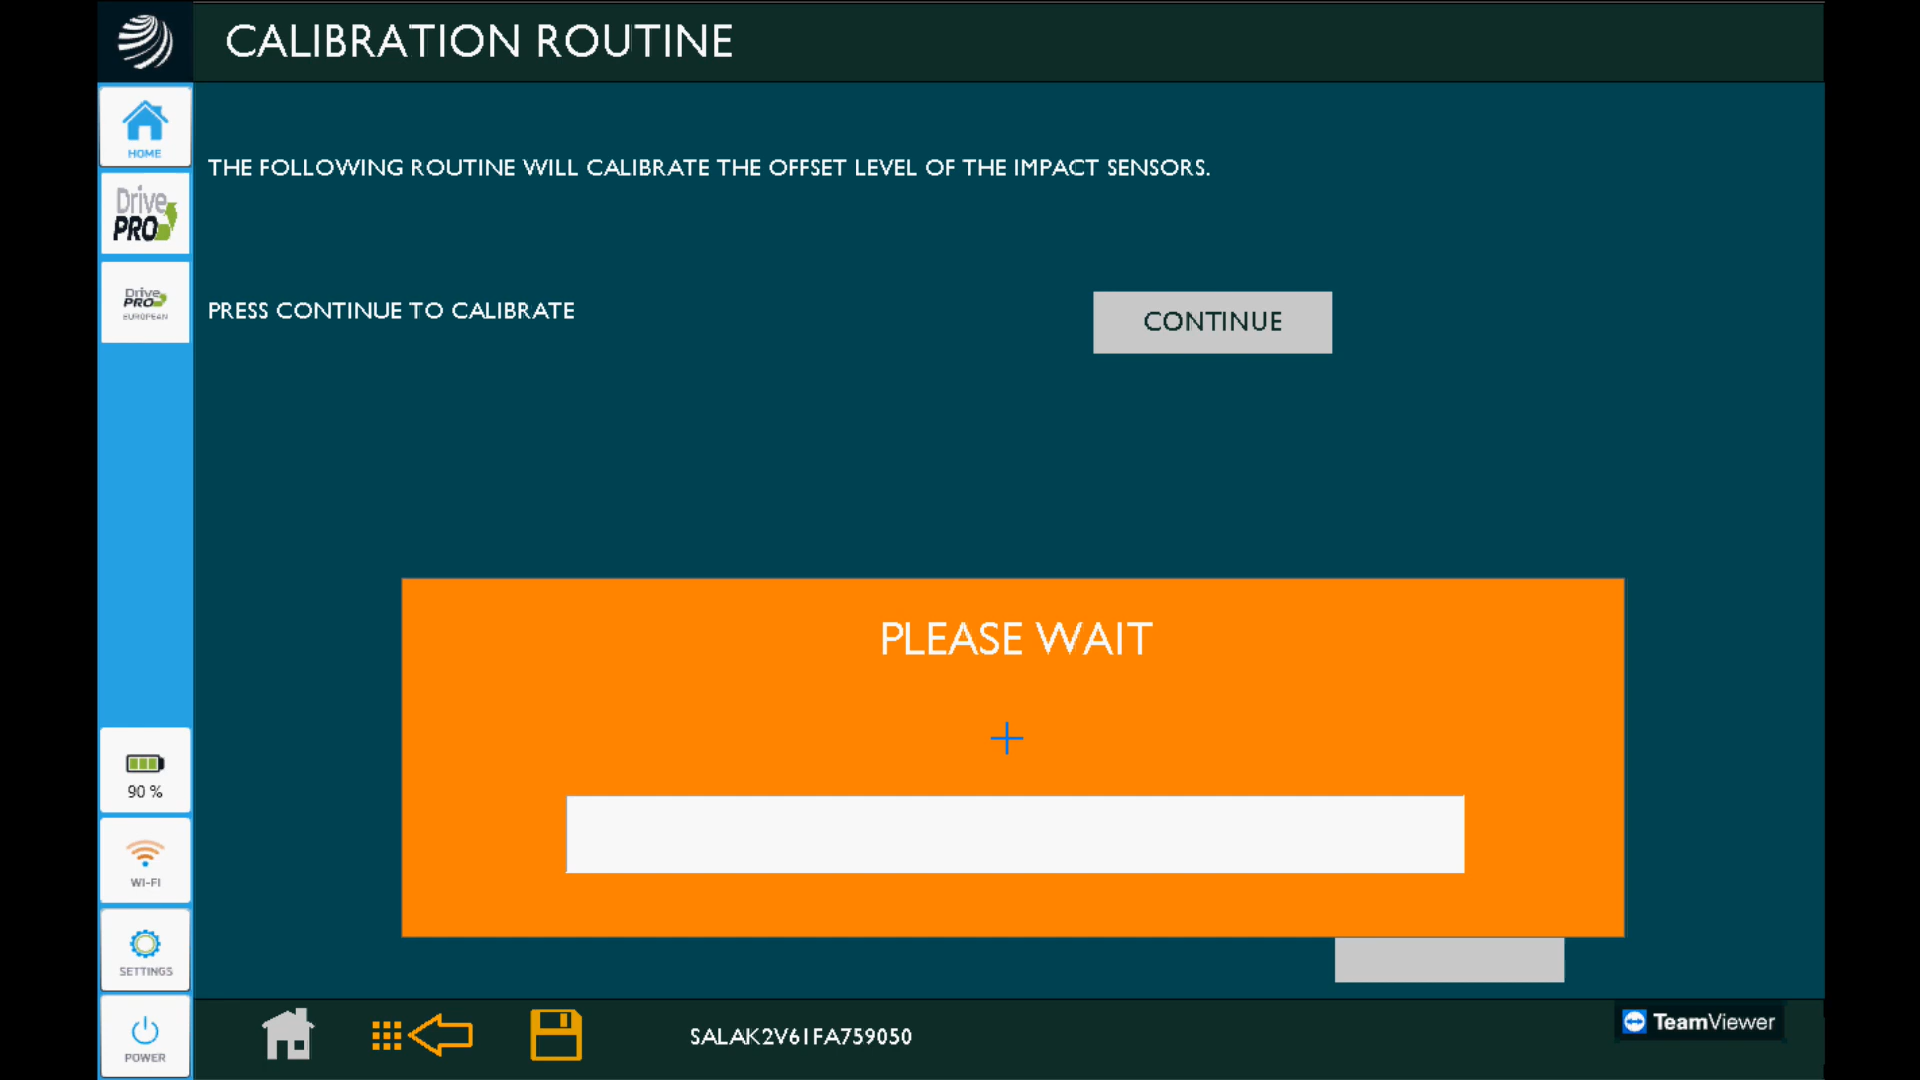 CALIBRATION ROUTINE
HOME
Drive
PRO
Drive
PRO
EUROPEAN
THE FOLLOWING ROUTINE WILL CALIBRATE THE OFFSET LEVEL OF THE IMPACT SENSORS.
PRESS CONTINUE TO CALIBRATE
CONTINUE
PLEASE WAIT
90 %
WI-FI
SETTINGS
POWER
SALAK2V61FA759050
TeamViewer